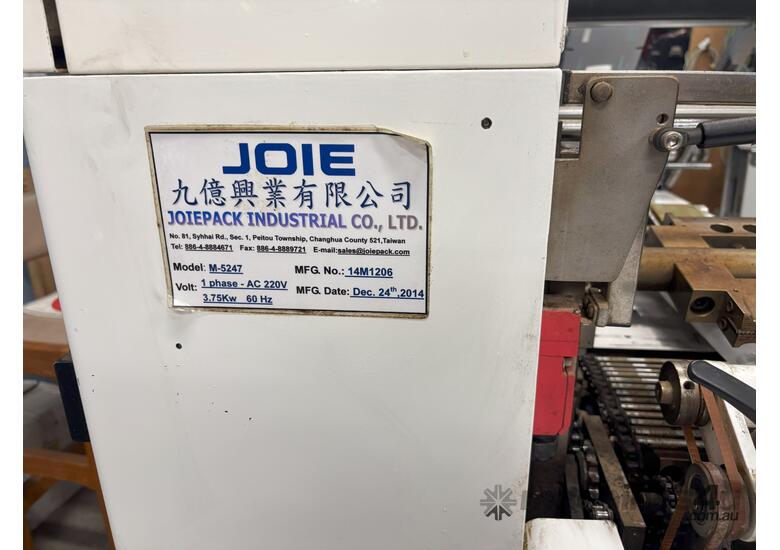 JOIE
九億興業有限公司
JOIEPACK INDUSTRIAL CO., LTD.
No. 81, Syhhai Rd., Sec. 1, Peitou Township, Changhua County 521,Taiwan
Tel: 886-4-8884671 Fax: 886-4-8889721 E-mail:sales@joiepack.com
Model: M-5247 MFG. No.: 14M1206
Volt: 1 phase - AC 220V MFG. Date: Dec. 24th,2014
3.75Kw 60 Hz
com.au